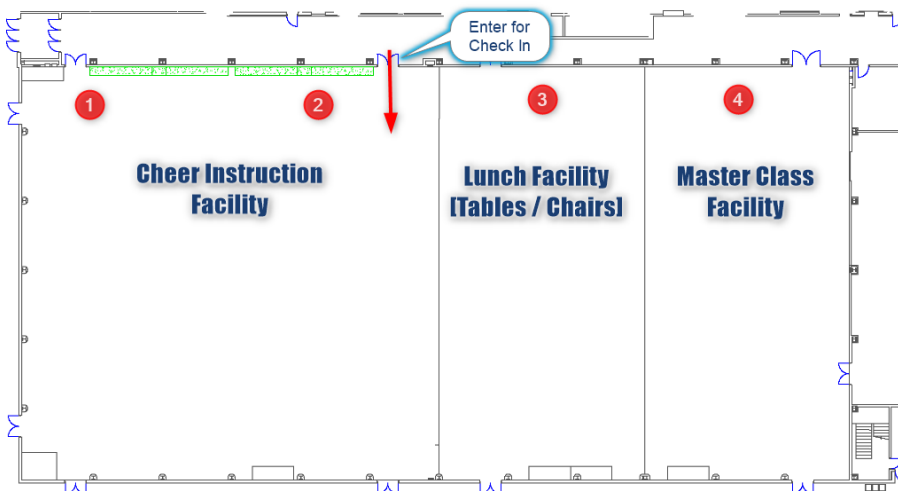 Enter for
Check In
1
2
3
4
Cheer Instruction
Facility
Lunch Facility
[Tables / Chairs]
Master Class
Facility